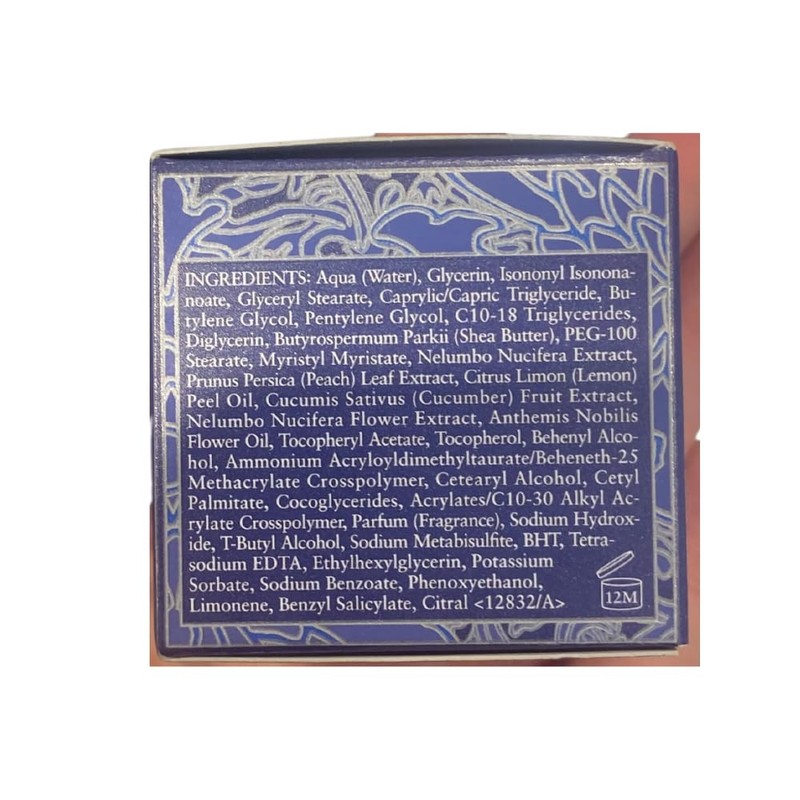 INGREDIENTS: Aqua (Water), Glycerin, Isononyl Isonona-
noate, Glyceryl Stearate, Caprylic/Capric Triglyceride, Bu-
tylene Glycol, Pentylene Glycol, C10-18 Triglycerides,
Diglycerin, Butyrospermum Parkii (Shea Butter), PEG-100
Stearate, Myristyl Myristate, Nelumbo Nucifera Extract,
Prunus Persica (Peach) Leaf Extract, Citrus Limon (Lemon)
Peel Oil, Cucumis Sativus (Cucumber) Fruit Extract,
Nelumbo Nucifera Flower Extract, Anthemis Nobilis
Flower Oil, Tocopheryl Acetate, Tocopherol, Behenyl Alco-
hol, Ammonium Acryloyldimethyltaurate/Beheneth-25
Methacrylate Crosspolymer, Cetearyl Alcohol, Cetyl
Palmitate, Cocoglycerides, Acrylates/C10-30 Alkyl Ac-
rylate Crosspolymer, Parfum (Fragrance), Sodium Hydrox-
ide, T-Butyl Alcohol, Sodium Metabisulfite, BHT, Tetra-
sodium EDTA, Ethylhexylglycerin, Potassium
Sorbate, Sodium Benzoate, Phenoxyethanol,
Limonene, Benzyl Salicylate, Citral <12832/A>
12M